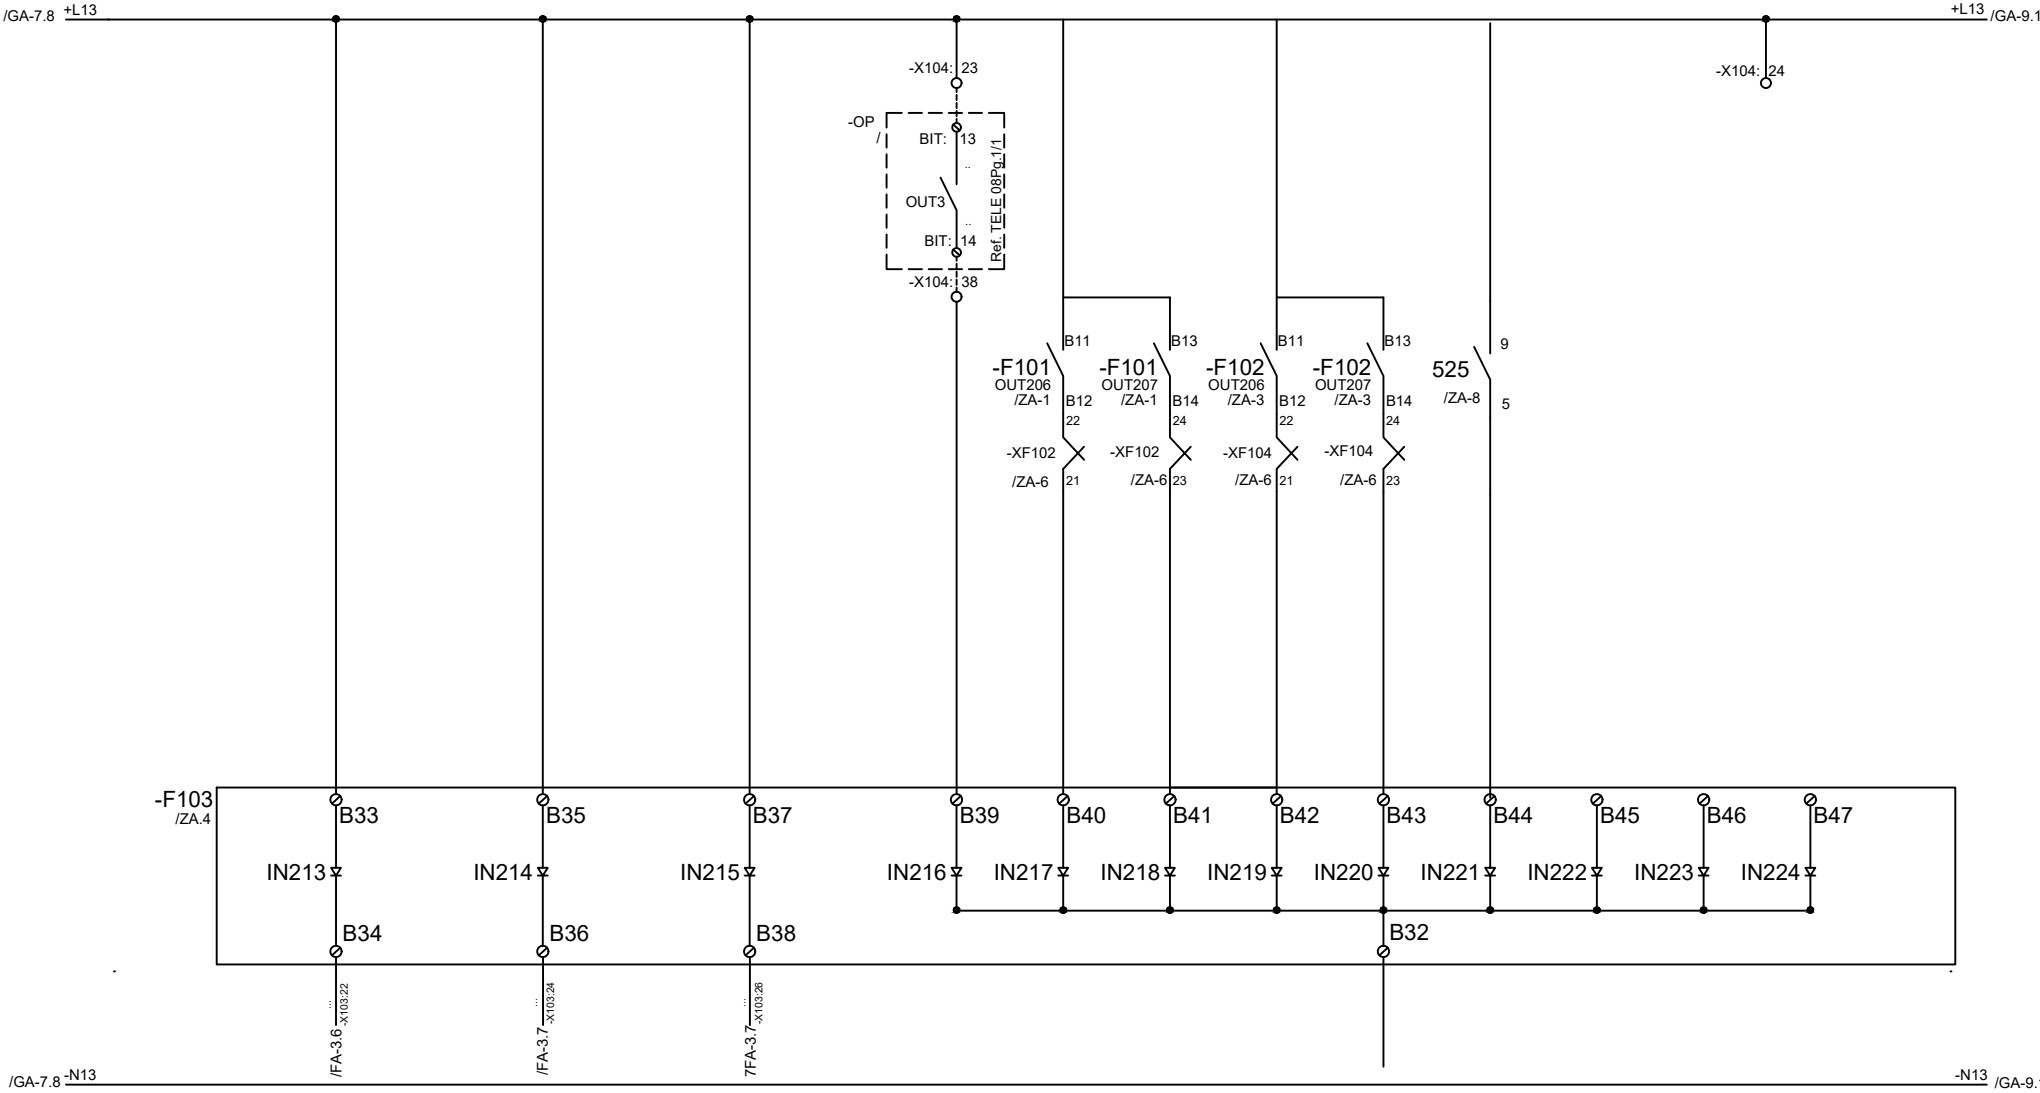 /GA-7.8 +L13 +L13 /GA-9.1
-X104: 23
-X104: 24
-OP
/
BIT: 13
..
OUT3
..
BIT: 14
Ref. TELE 08Pg.1/1
-X104: 38
B11 B13 B11 B13 9
-F101 -F101 -F102 -F102 525
OUT206 OUT207 OUT206 OUT207
/ZA-1 B12 /ZA-1 B14 /ZA-3 B12 /ZA-3 B14 /ZA-8 5
22 24 22 24
-XF102 -XF102 -XF104 -XF104
/ZA-6 21 /ZA-6 23 /ZA-6 21 /ZA-6 23
-F103
/ZA.4
B33 B35 B37 B39 B40 B41 B42 B43 B44 B45 B46 B47
IN213 IN214 IN215 IN216 IN217 IN218 IN219 IN220 IN221 IN222 IN223 IN224
B34 B36 B38 B32
...
-X103:22
/FA-3.6
...
-X103:24
/FA-3.7
...
-X103:26
7FA-3.7
/GA-7.8 -N13 -N13 /GA-9.